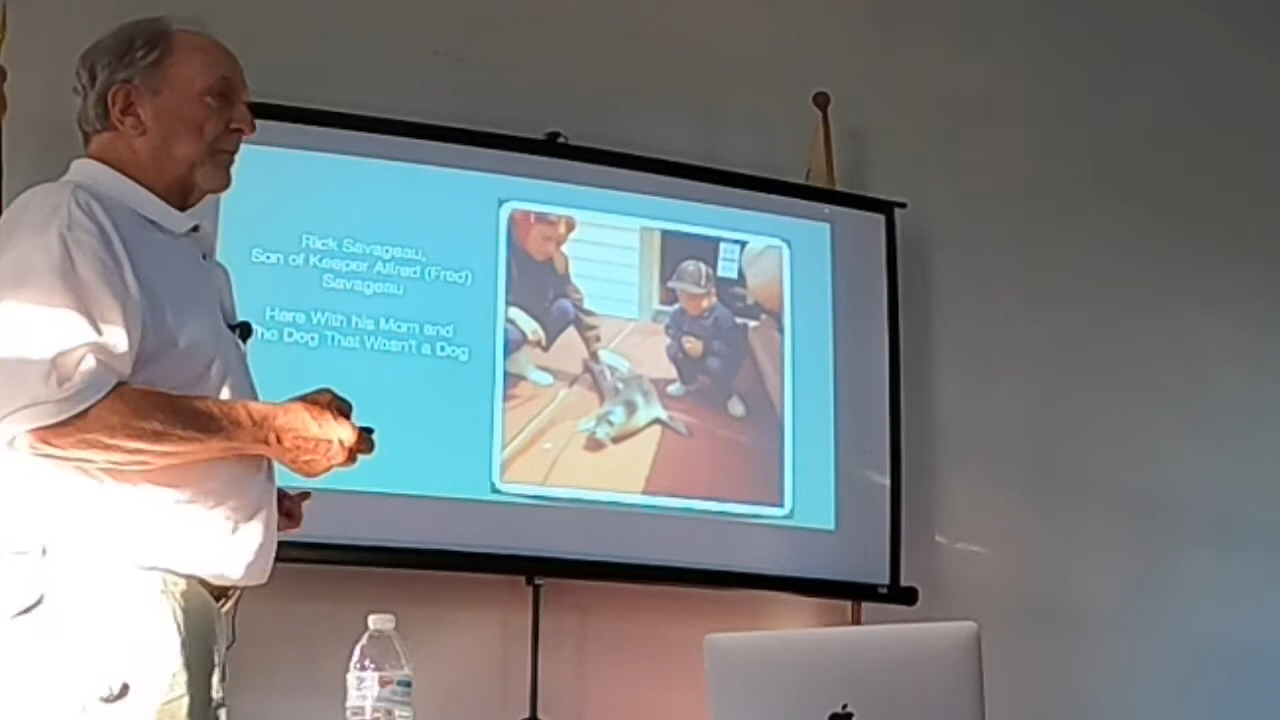 Rick Savageau,
Son of Keeper Alfred (Fred)
Savageau
Here With his Mom and
The Dog That Wasn't a Dog